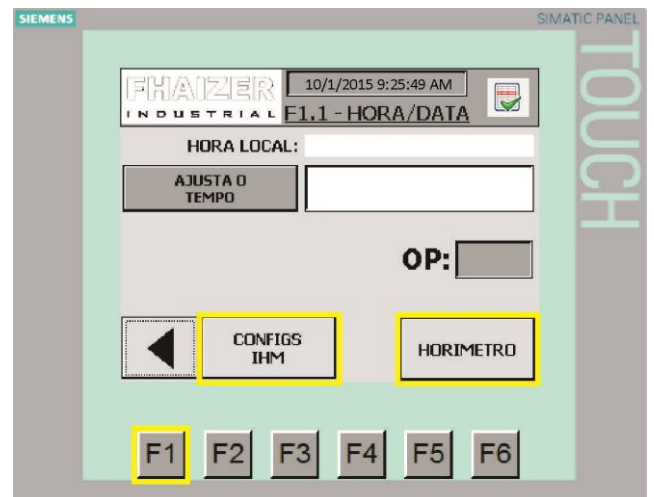 SIEMENS
SIMATIC PANEL
TOUCH
FHAIZER
INDUSTRIAL
10/1/2015 9:25:49 AM
F1.1 - HORA/DATA
HORA LOCAL:
AJUSTA O
TEMPO
OP:
CONFIGS
IHM
HORIMETRO
F1 F2 F3 F4 F5 F6